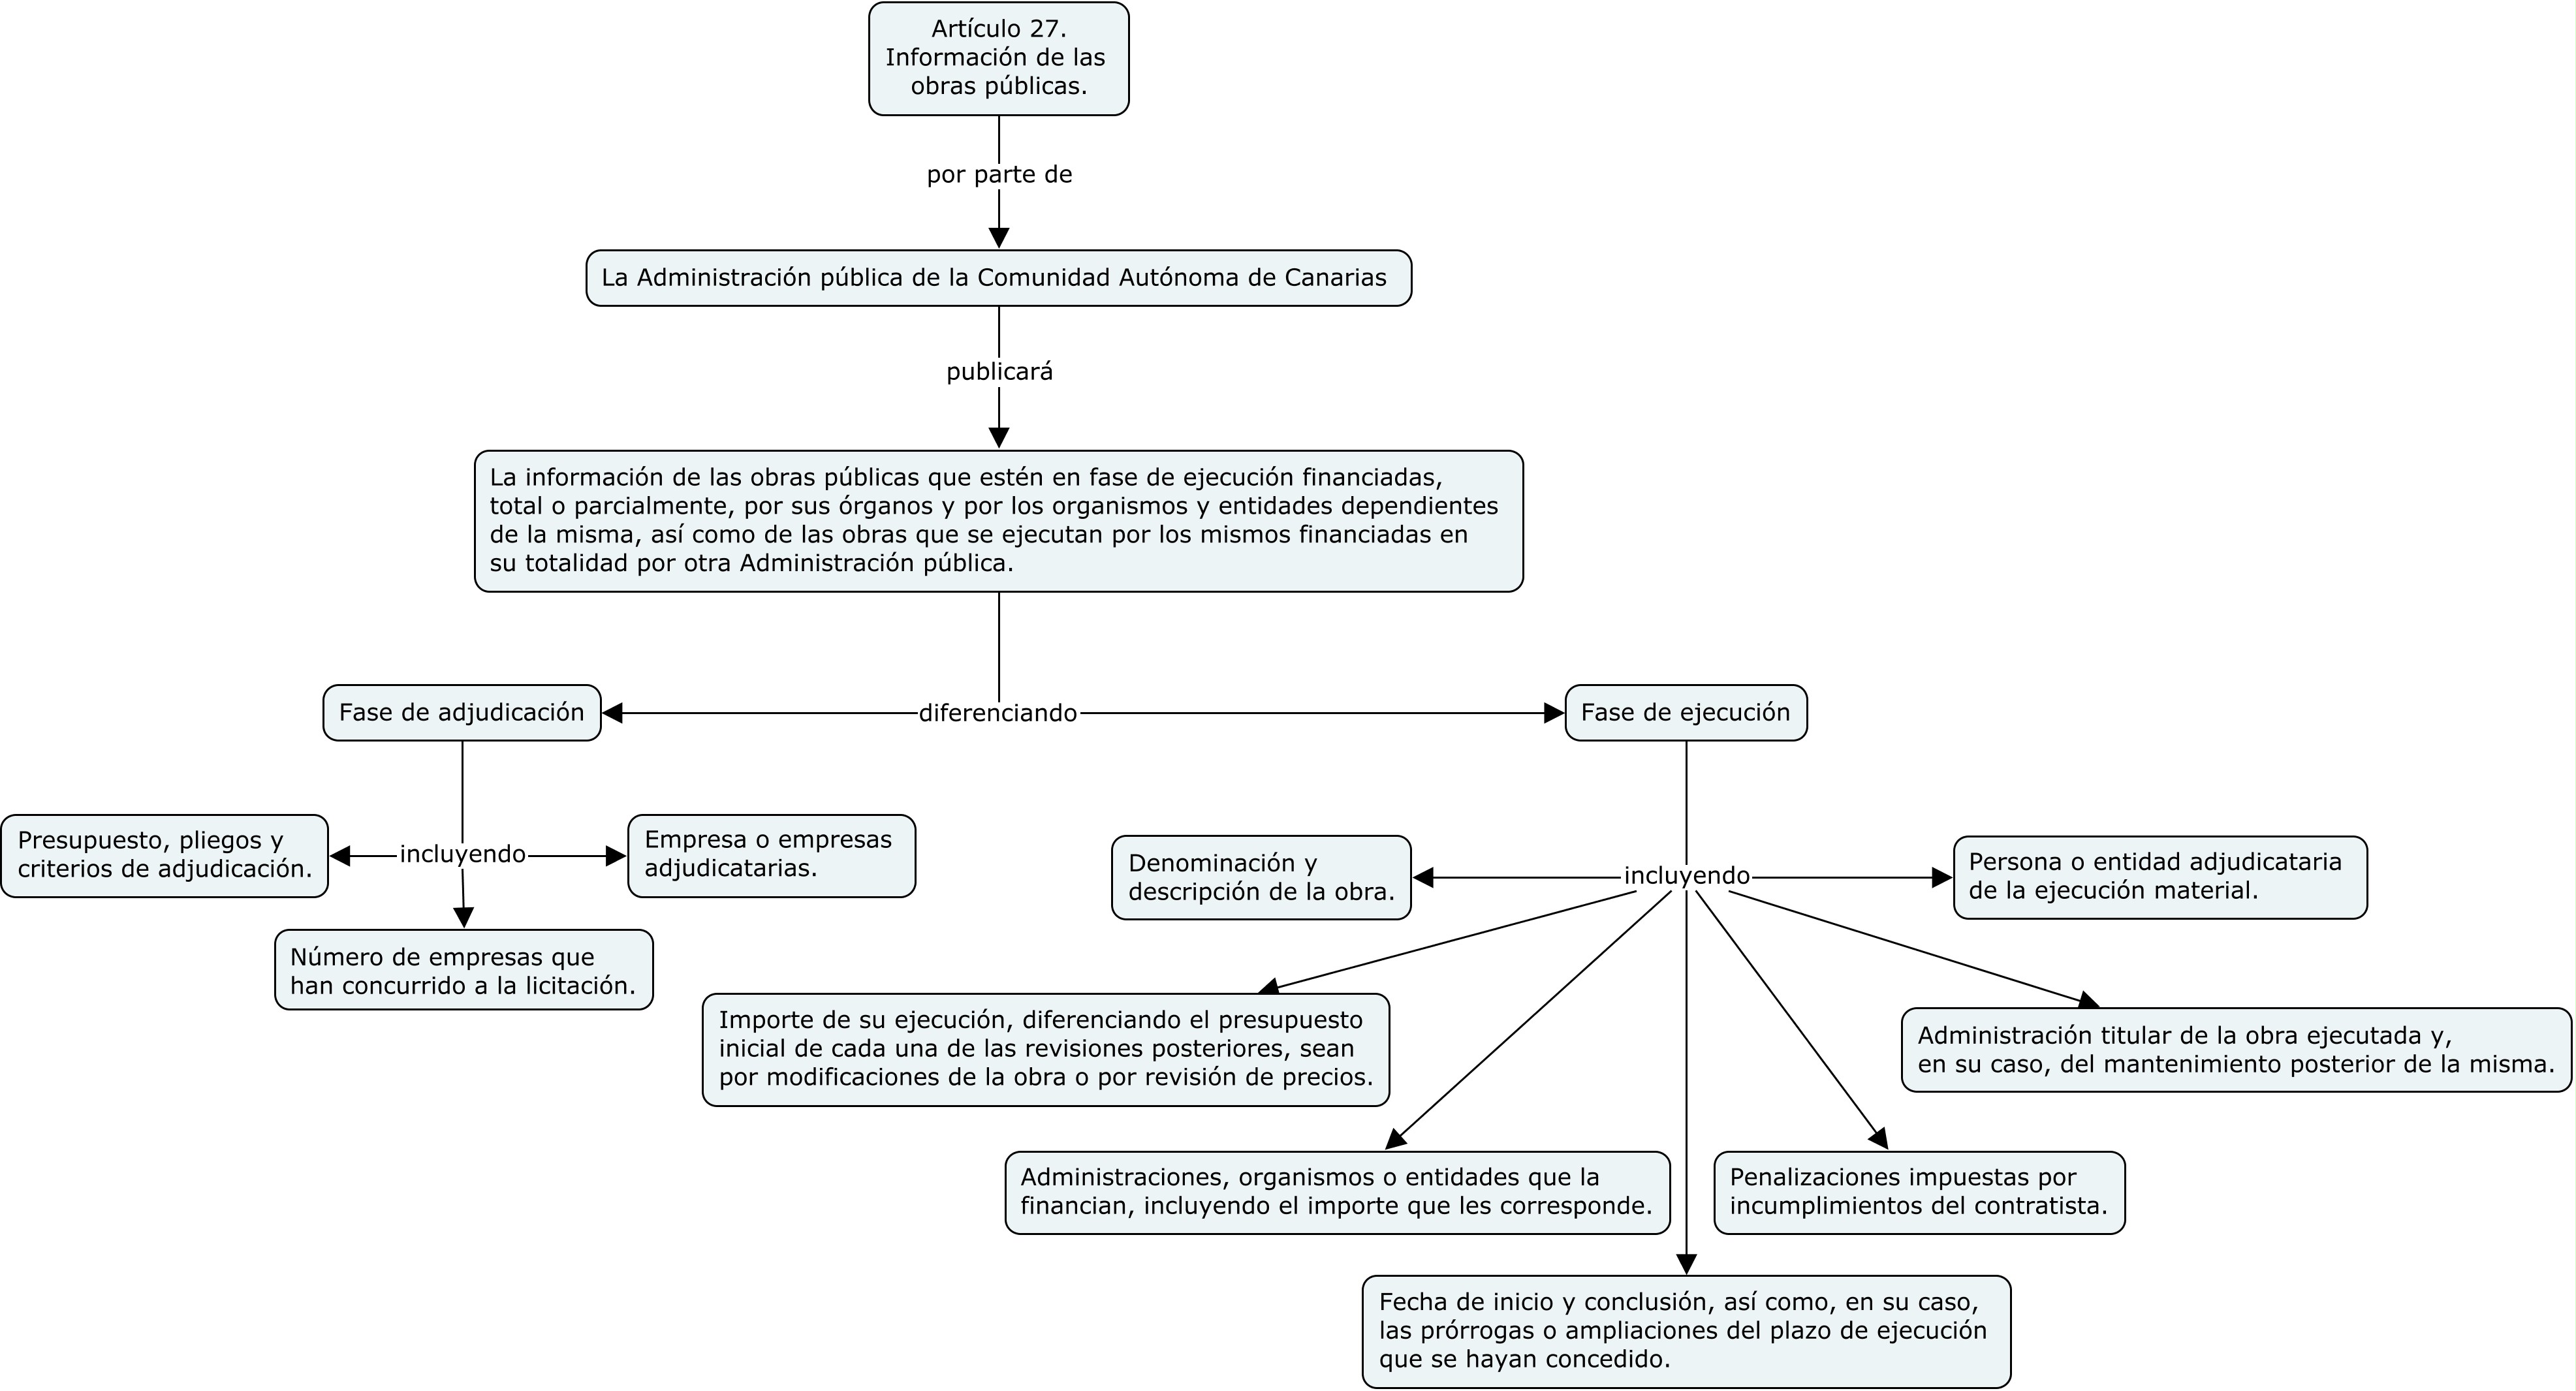 Artículo 27.
Información de las
obras públicas.
por parte de
La Administración pública de la Comunidad Autónoma de Canarias
publicará
La información de las obras públicas que estén en fase de ejecución financiadas,
total o parcialmente, por sus órganos y por los organismos y entidades dependientes
de la misma, así como de las obras que se ejecutan por los mismos financiadas en
su totalidad por otra Administración pública.
Fase de adjudicación
diferenciando
Fase de ejecución
Presupuesto, pliegos y
criterios de adjudicación.
incluyendo
Empresa o empresas
adjudicatarias.
Número de empresas que
han concurrido a la licitación.
Denominación y
descripción de la obra.
incluyendo
Persona o entidad adjudicataria
de la ejecución material.
Importe de su ejecución, diferenciando el presupuesto
inicial de cada una de las revisiones posteriores, sean
por modificaciones de la obra o por revisión de precios.
Administración titular de la obra ejecutada y,
en su caso, del mantenimiento posterior de la misma.
Administraciones, organismos o entidades que la
financian, incluyendo el importe que les corresponde.
Penalizaciones impuestas por
incumplimientos del contratista.
Fecha de inicio y conclusión, así como, en su caso,
las prórrogas o ampliaciones del plazo de ejecución
que se hayan concedido.